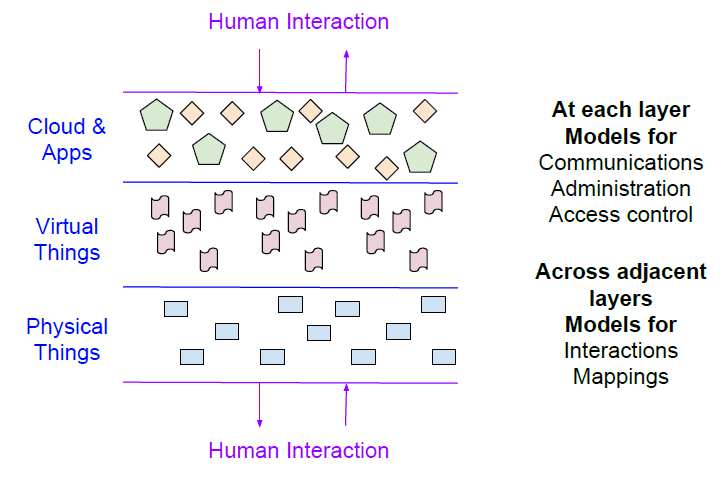 Human Interaction
Cloud &
Apps
Virtual
Things
Physical
Things
Human Interaction
At each layer
Models for
Communications
Administration
Access control
Across adjacent
layers
Models for
Interactions
Mappings